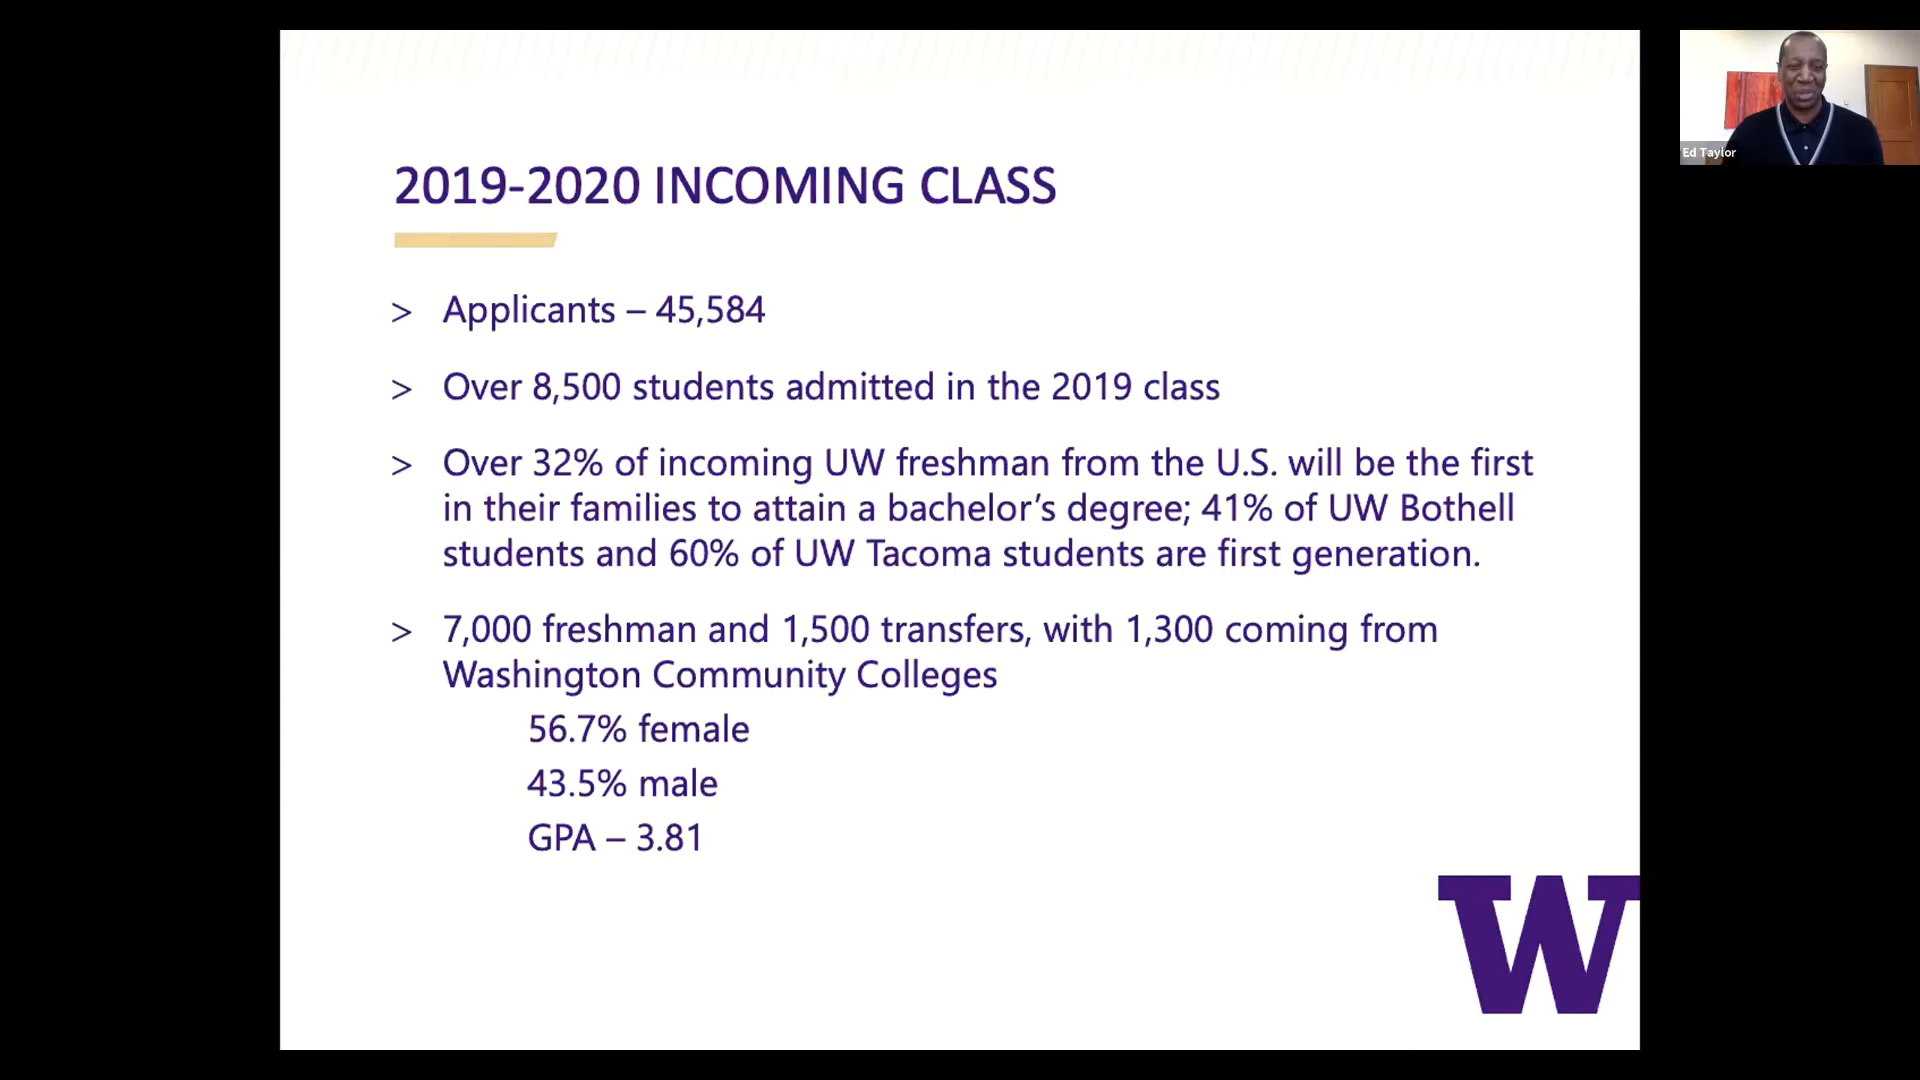 2019-2020 INCOMING CLASS
> Applicants – 45,584
> Over 8,500 students admitted in the 2019 class
> Over 32% of incoming UW freshman from the U.S. will be the first
in their families to attain a bachelor’s degree; 41% of UW Bothell
students and 60% of UW Tacoma students are first generation.
> 7,000 freshman and 1,500 transfers, with 1,300 coming from
Washington Community Colleges
56.7% female
43.5% male
GPA – 3.81
W
Ed Taylor